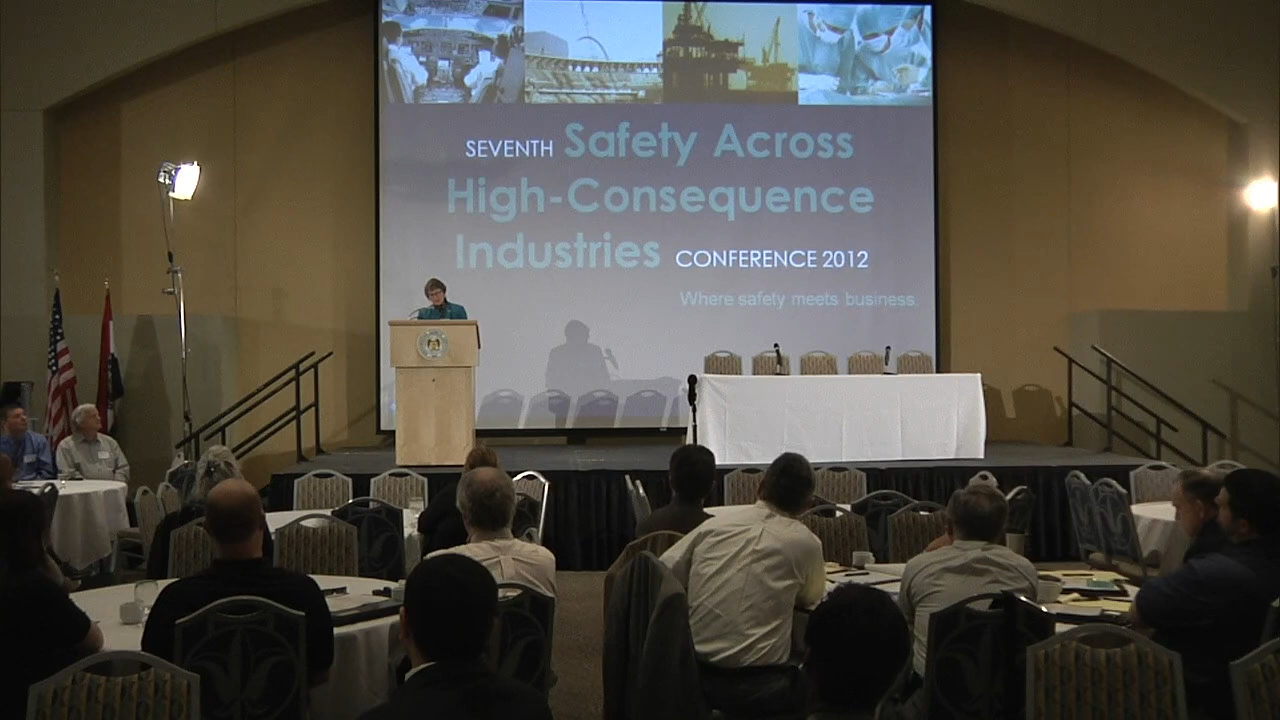 SEVENTH Safety Across
High-Consequence
Industries CONFERENCE 2012
Where safety meets business.